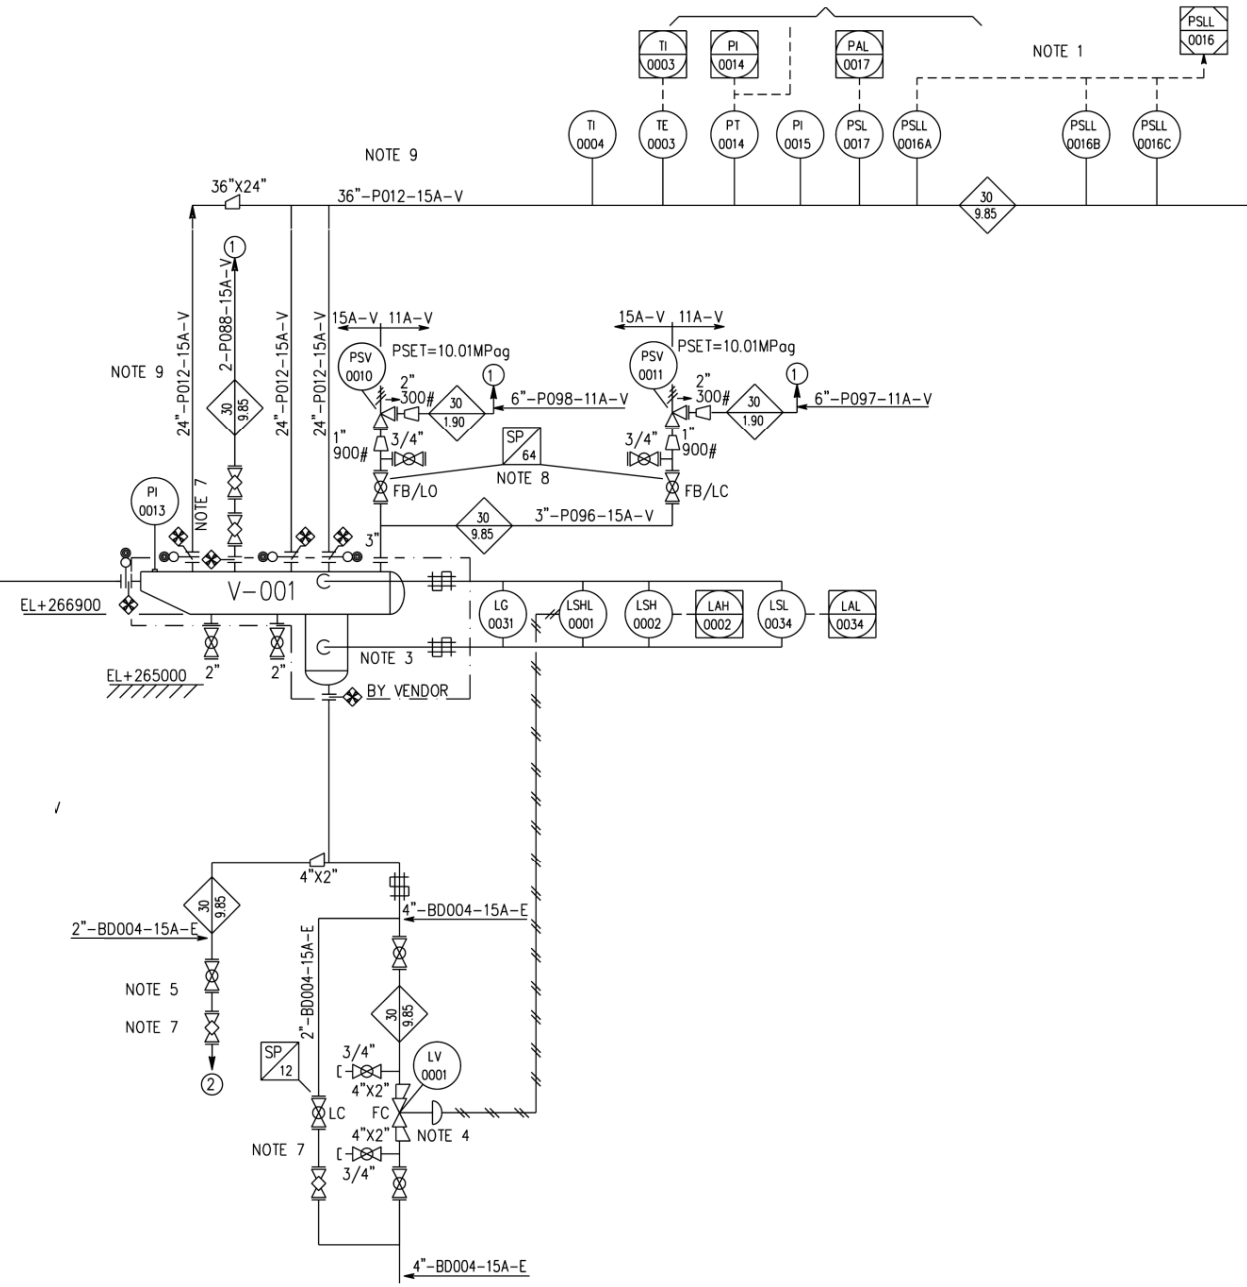 PSLL
0016
TI
0003
PI
0014
PAL
0017
NOTE 1
TI
0004
TE
0003
PT
0014
PI
0015
PSL
0017
PSLL
0016A
PSLL
0016B
PSLL
0016C
NOTE 9
36"X24"
36"-P012-15A-V
30
9.85
1
24"-P012-15A-V
2-P088-15A-V
24"-P012-15A-V
24"-P012-15A-V
15A-V 11A-V
15A-V 11A-V
PSV
0010
PSET=10.01MPag
PSV
0011
PSET=10.01MPag
NOTE 9
2"
300#
1
6"-P098-11A-V
30
1.90
2"
300#
1
6"-P097-11A-V
30
1.90
30
9.85
1"
900#
3/4"
SP
64
3/4"
1"
900#
NOTE 8
FB/LO
FB/LC
PI
0013
NOTE 7
30
9.85
3"-P096-15A-V
3"
V-001
EL+266900
LG
0031
LSHL
0001
LSH
0002
LAH
0002
LSL
0034
LAL
0034
NOTE 3
EL+265000
2"
2"
BY VENDOR
V
4"X2"
30
9.85
2"-BD004-15A-E
4"-BD004-15A-E
2"-BD004-15A-E
NOTE 5
NOTE 7
30
9.85
2
SP
12
3/4"
LV
0001
4"X2"
LC
FC
4"X2"
NOTE 4
NOTE 7
3/4"
4"-BD004-15A-E